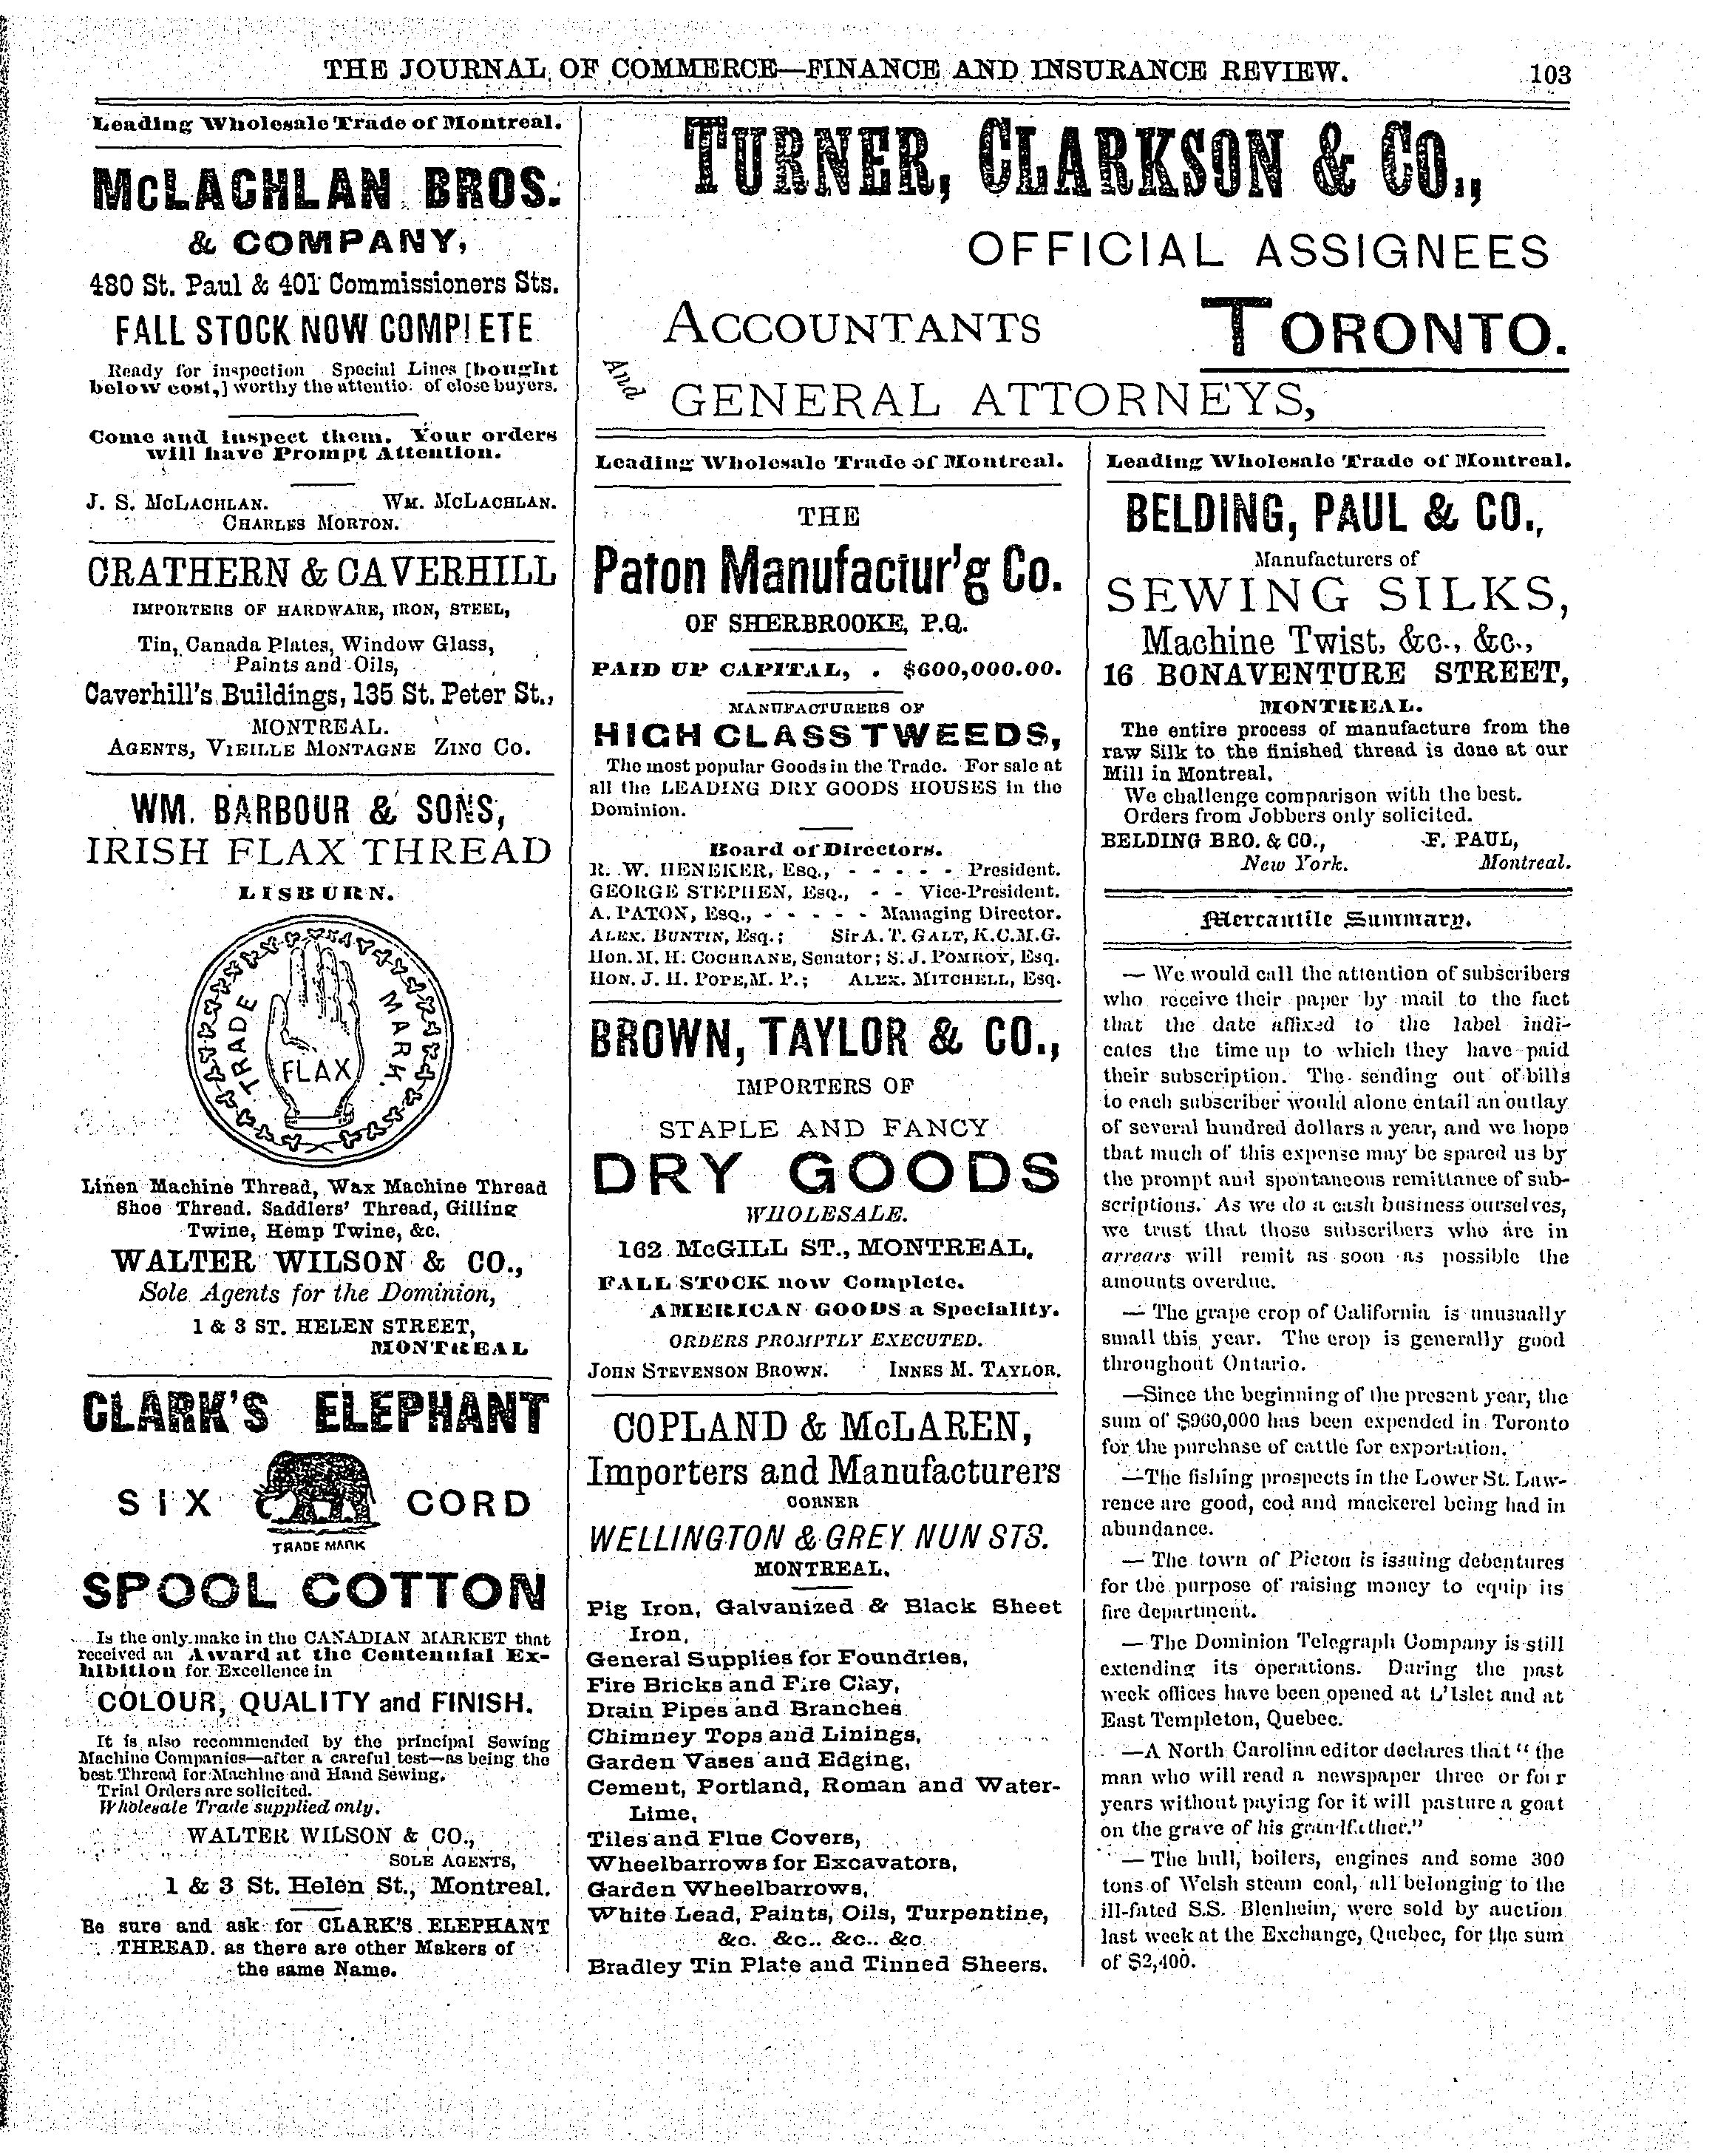 THE JOURNAL OF COMMERCE—FINANCE AND INSURANCE REVIEW. 103
Leading Wholesale Trade of Montreal.
McLACHLAN BROS.
& COMPANY,
480 St. Paul & 401 Commissioners Sts.
FALL STOCK NOW COMPLETE
Ready for inspection Special Lines [bought
below cost,] worthy the attentio. of close buyers.
Come and inspect them. Your orders
will have Prompt Attention.
J. S. McLACHLAN. WM. McLACHLAN.
CHARLES MORTON.
CRATHERN & CAVERHILL
IMPORTERS OF HARDWARE, IRON, STEEL,
Tin, Canada Plates, Window Glass,
Paints and Oils,
Caverhill's Buildings, 135 St. Peter St.,
MONTREAL.
AGENTS, VIEILLE MONTAGNE ZINC CO.
WM. BARBOUR & SONS,
IRISH FLAX THREAD
LISBURN.
TRADE MARK.
FLAX
Linen Machine Thread, Wax Machine Thread
Shoe Thread. Saddlers' Thread, Gilling
Twine, Hemp Twine, &c.
WALTER WILSON & CO.,
Sole Agents for the Dominion,
1 & 3 ST. HELEN STREET,
MONTREAL
CLARK'S ELEPHANT
SIX CORD
TRADE MARK
SPOOL COTTON
Is the only make in the CANADIAN MARKET that
received an Award at the Centennial Ex-
hibition for Excellence in
COLOUR, QUALITY and FINISH.
It is also recommended by the principal Sewing
Machine Companies—after a careful test—as being the
best Thread for Machine and Hand Sewing.
Trial Orders are solicited.
Wholesale Trade supplied only.
WALTER WILSON & CO.,
SOLE AGENTS,
1 & 3 St. Helen St., Montreal.
Be sure and ask for CLARK'S ELEPHANT
THREAD. as there are other Makers of
the same Name.
TURNER, CLARKSON & CO.,
OFFICIAL ASSIGNEES
ACCOUNTANTS TORONTO.
And GENERAL ATTORNEYS,
Leading Wholesale Trade of Montreal.
THE
Paton Manufactur'g Co.
OF SHERBROOKE, P.Q.
PAID UP CAPITAL, . $600,000.00.
MANUFACTURERS OF
HIGH CLASS TWEEDS,
The most popular Goods in the Trade. For sale at
all the LEADING DRY GOODS HOUSES in the
Dominion.
Board of Directors.
R. W. HENEKER, Esq., - - - - - President.
GEORGE STEPHEN, Esq., - - Vice-President.
A. PATON, Esq., - - - - - Managing Director.
ALEX. BUNTIN, Esq.; Sir A. T. GALT, K.C.M.G.
Hon. M. H. COCHRANE, Senator; S. J. POMROY, Esq.
HON. J. H. POPE, M. P.; ALEX. MITCHELL, Esq.
BROWN, TAYLOR & CO.,
IMPORTERS OF
STAPLE AND FANCY
DRY GOODS
WHOLESALE.
162 McGILL ST., MONTREAL.
FALL STOCK now Complete.
AMERICAN GOODS a Speciality.
ORDERS PROMPTLY EXECUTED.
JOHN STEVENSON BROWN. INNES M. TAYLOR.
COPLAND & McLAREN,
Importers and Manufacturers
CORNER
WELLINGTON & GREY NUN STS.
MONTREAL.
Pig Iron, Galvanized & Black Sheet
Iron,
General Supplies for Foundries,
Fire Bricks and Fire Clay,
Drain Pipes and Branches
Chimney Tops and Linings,
Garden Vases and Edging,
Cement, Portland, Roman and Water-
Lime,
Tiles and Flue Covers,
Wheelbarrows for Excavators,
Garden Wheelbarrows,
White Lead, Paints, Oils, Turpentine,
&c. &c.. &c.. &c.
Bradley Tin Plate and Tinned Sheers.
Leading Wholesale Trade of Montreal.
BELDING, PAUL & CO.,
Manufacturers of
SEWING SILKS,
Machine Twist, &c., &c.,
16 BONAVENTURE STREET,
MONTREAL.
The entire process of manufacture from the
raw Silk to the finished thread is done at our
Mill in Montreal.
We challenge comparison with the best.
Orders from Jobbers only solicited.
BELDING BRO. & CO., F. PAUL,
New York. Montreal.
Mercantile Summary.
— We would call the attention of subscribers
who receive their paper by mail to the fact
that the date affixed to the label indi-
cates the time up to which they have paid
their subscription. The sending out of bills
to each subscriber would alone entail an outlay
of several hundred dollars a year, and we hope
that much of this expense may be spared us by
the prompt and spontaneous remittance of sub-
scriptions. As we do a cash business ourselves,
we trust that those subscribers who are in
arrears will remit as soon as possible the
amounts overdue.
— The grape crop of California is unusually
small this year. The crop is generally good
throughout Ontario.
—Since the beginning of the present year, the
sum of $960,000 has been expended in Toronto
for the purchase of cattle for exportation.
—The fishing prospects in the Lower St. Law-
rence are good, cod and mackerel being had in
abundance.
— The town of Picton is issuing debentures
for the purpose of raising money to equip its
fire department.
— The Dominion Telegraph Company is still
extending its operations. During the past
week offices have been opened at L'Islet and at
East Templeton, Quebec.
—A North Carolina editor declares that "the
man who will read a newspaper three or four
years without paying for it will pasture a goat
on the grave of his grandfather."
— The hull, boilers, engines and some 300
tons of Welsh steam coal, all belonging to the
ill-fated S.S. Blenheim, were sold by auction
last week at the Exchange, Quebec, for the sum
of $2,400.